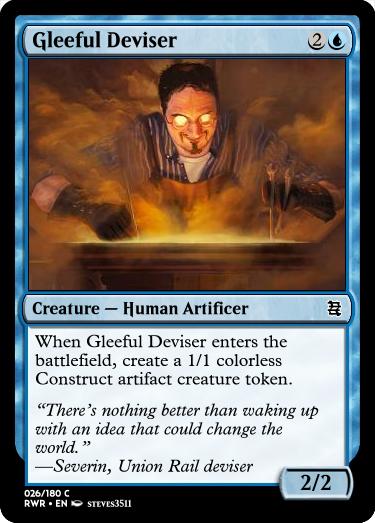 Gleeful Deviser 2
Creature — Human Artificer
When Gleeful Deviser enters the
battlefield, create a 1/1 colorless
Construct artifact creature token.
“There's nothing better than waking up
with an idea that could change the
world.”
—Severin, Union Rail deviser
2/2
026/180 C
RWR • EN STEVES3511